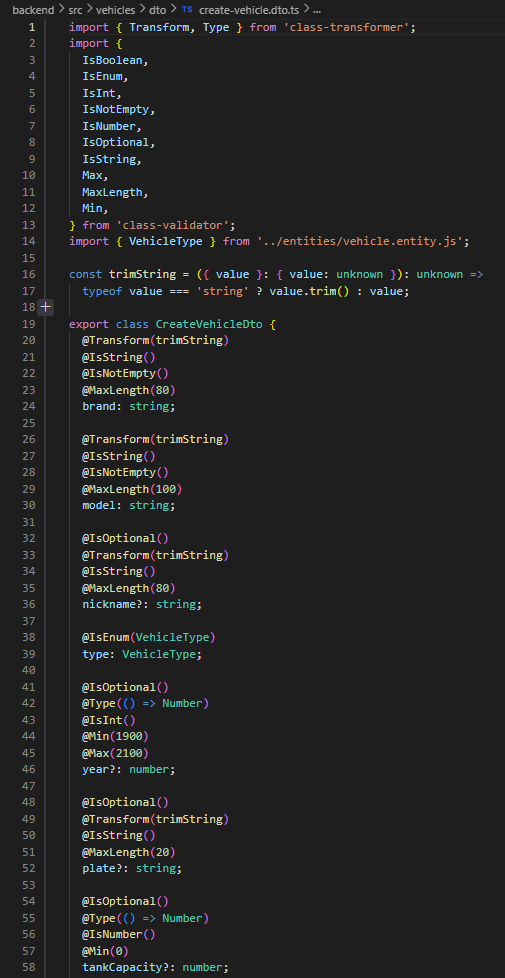 backend > src > vehicles > dto > TS create-vehicle.dto.ts > ...
1 import { Transform, Type } from 'class-transformer';
2 import {
3   IsBoolean,
4   IsEnum,
5   IsInt,
6   IsNotEmpty,
7   IsNumber,
8   IsOptional,
9   IsString,
10   Max,
11   MaxLength,
12   Min,
13 } from 'class-validator';
14 import { VehicleType } from '../entities/vehicle.entity.js';
15
16 const trimString = ({ value }: { value: unknown }): unknown =>
17   typeof value === 'string' ? value.trim() : value;
18
19 export class CreateVehicleDto {
20   @Transform(trimString)
21   @IsString()
22   @IsNotEmpty()
23   @MaxLength(80)
24   brand: string;
25
26   @Transform(trimString)
27   @IsString()
28   @IsNotEmpty()
29   @MaxLength(100)
30   model: string;
31
32   @IsOptional()
33   @Transform(trimString)
34   @IsString()
35   @MaxLength(80)
36   nickname?: string;
37
38   @IsEnum(VehicleType)
39   type: VehicleType;
40
41   @IsOptional()
42   @Type(() => Number)
43   @IsInt()
44   @Min(1900)
45   @Max(2100)
46   year?: number;
47
48   @IsOptional()
49   @Transform(trimString)
50   @IsString()
51   @MaxLength(20)
52   plate?: string;
53
54   @IsOptional()
55   @Type(() => Number)
56   @IsNumber()
57   @Min(0)
58   tankCapacity?: number;